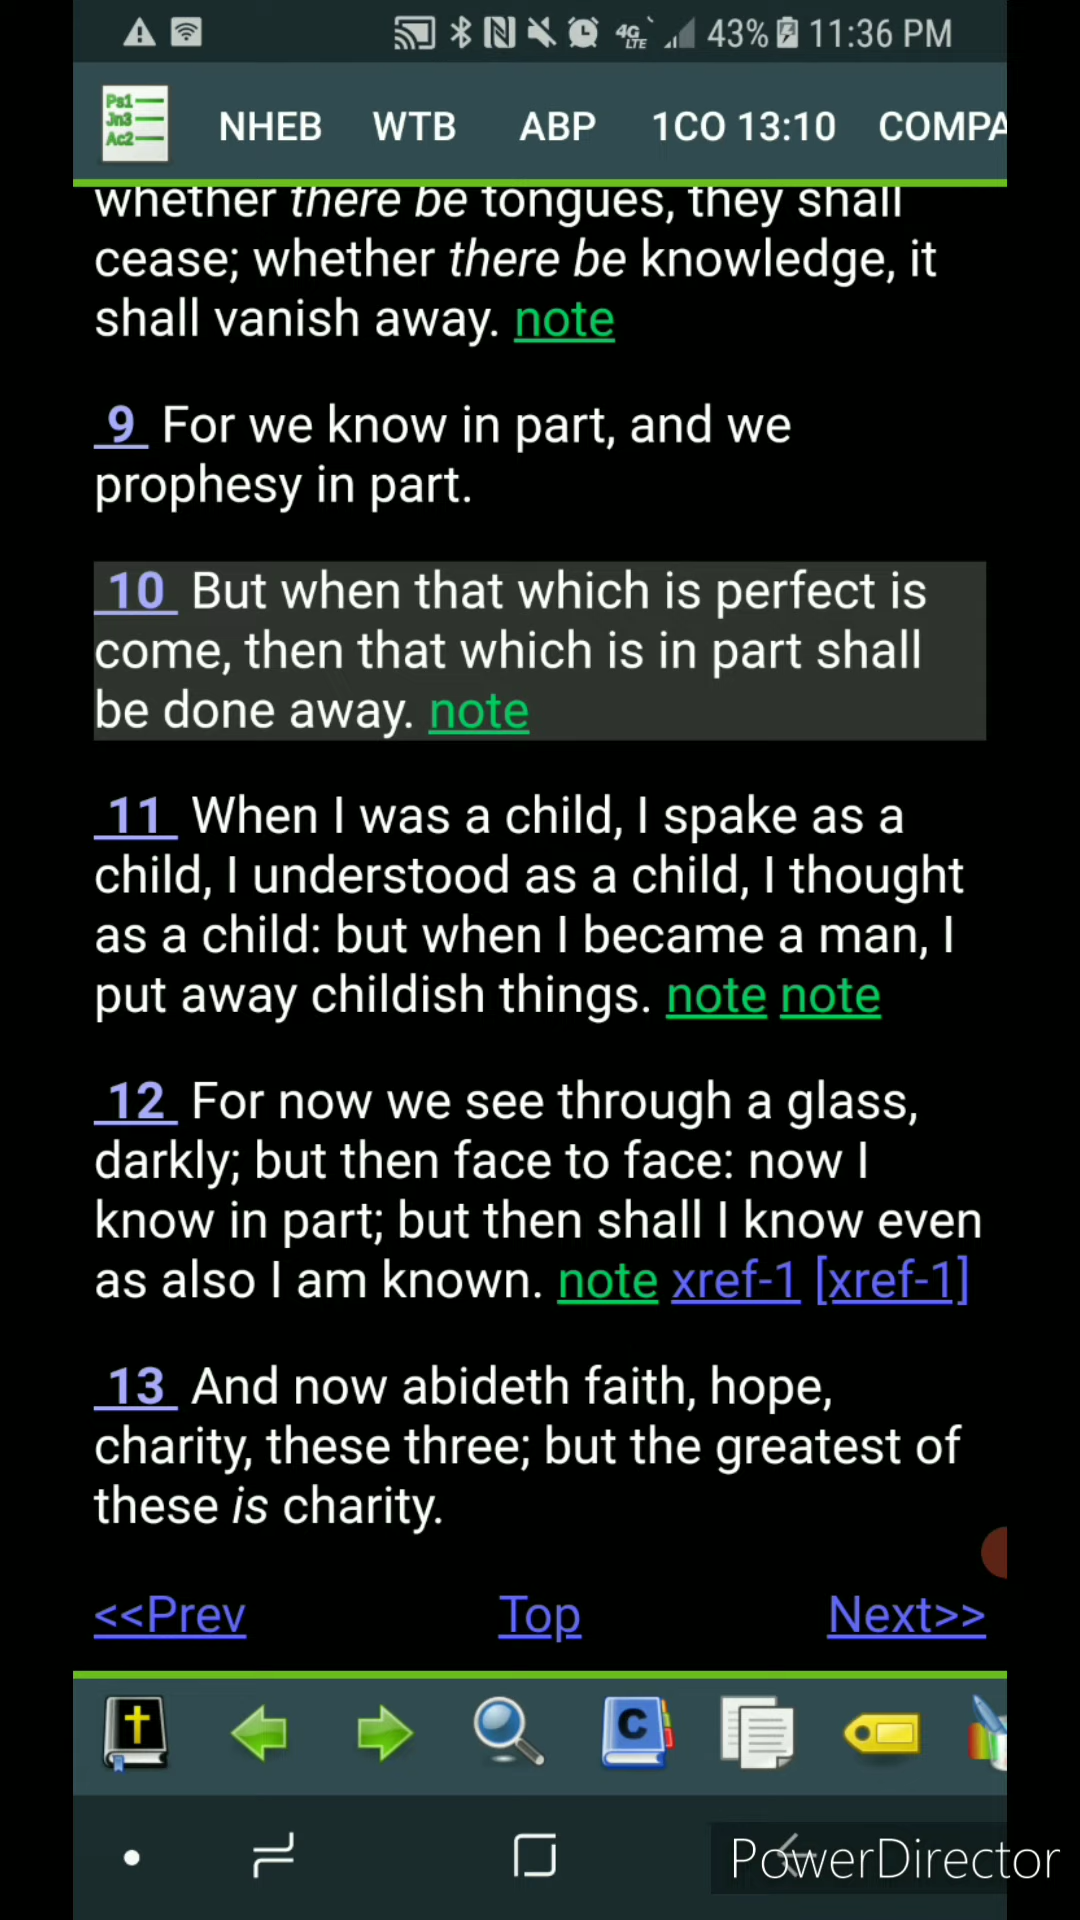 43% 11:36 PM
Ps1
Jn3
Ac2
NHEB WTB ABP 1CO 13:10 COMPA
whether there be tongues, they shall
cease; whether there be knowledge, it
shall vanish away. note
9 For we know in part, and we
prophesy in part.
10 But when that which is perfect is
come, then that which is in part shall
be done away. note
11 When I was a child, I spake as a
child, I understood as a child, I thought
as a child: but when I became a man, I
put away childish things. note note
12 For now we see through a glass,
darkly; but then face to face: now I
know in part; but then shall I know even
as also I am known. note xref-1 [xref-1]
13 And now abideth faith, hope,
charity, these three; but the greatest of
these is charity.
<<Prev Top Next>>
C
PowerDirector